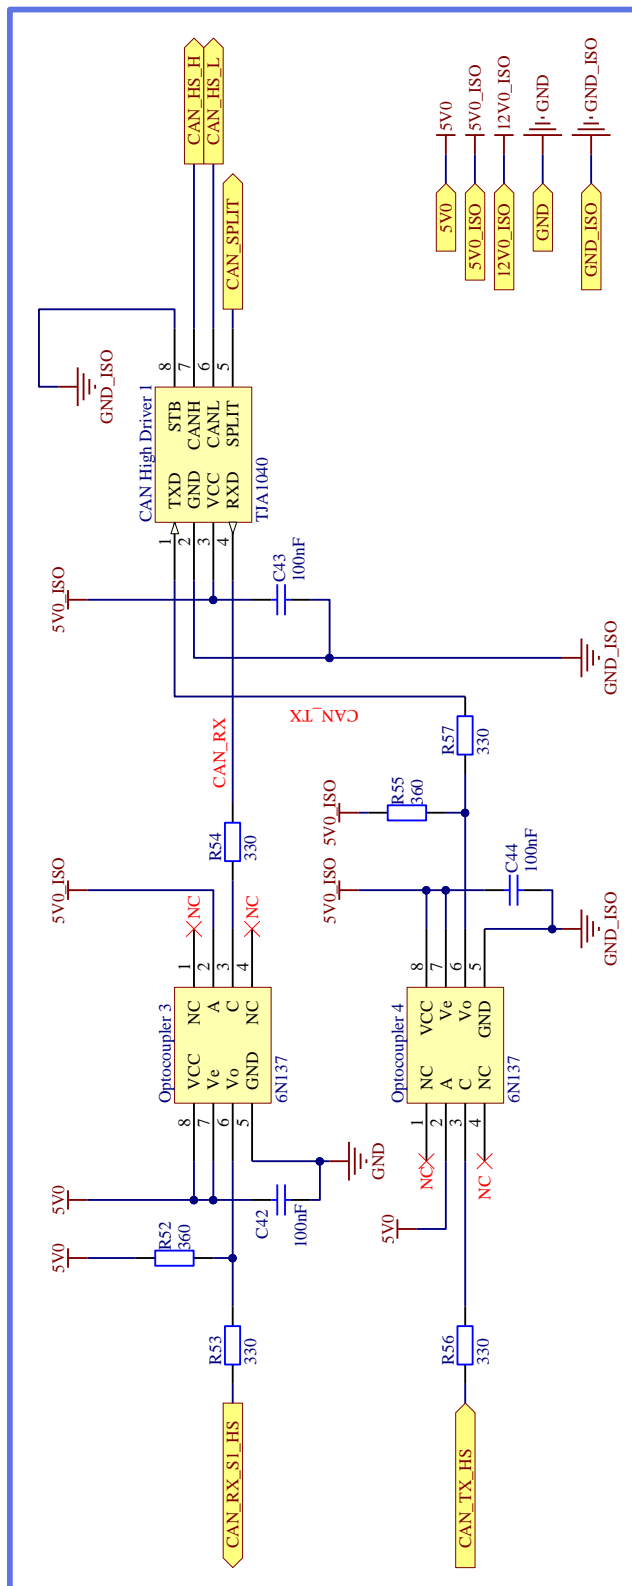 CAN_HS_H
CAN_HS_L
CAN_SPLIT
5V0
5V0_ISO
12V0_ISO
GND
GND_ISO
5V0
5V0_ISO
12V0_ISO
GND
GND_ISO
GND_ISO
8
7
6
5
CAN High Driver 1
STB
CANH
CANL
SPLIT
TXD
GND
VCC
RXD
TJA1040
1
2
3
4
5V0_ISO
C43
100nF
GND_ISO
CAN_RX
CAN_TX
R57
330
R54
330
5V0_ISO
R55
360
5V0_ISO
NC
NC
1
2
3
4
5V0_ISO
C44
100nF
GND_ISO
8
7
6
5
Optocoupler 3
NC
A
C
NC
VCC
Ve
Vo
GND
6N137
8
7
6
5
Optocoupler 4
VCC
Ve
Vo
GND
NC
A
C
NC
6N137
1
2
3
4
NC
NC
5V0
C42
100nF
GND
5V0
R52
360
5V0
R53
330
R56
330
CAN_RX_S1_HS
CAN_TX_HS